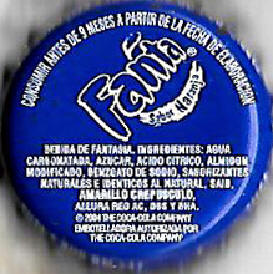 CONSUMIR ANTES DE 9 MESES A PARTIR DE LA FECHA DE ELABORACION
Fanta
®
Sabor Naranja
BEBIDA DE FANTASIA. INGREDIENTES: AGUA
CARBONATADA, AZUCAR, ACIDO CITRICO, ALMIDON
MODIFICADO, BENZOATO DE SODIO, SABORIZANTES
NATURALES E IDENTICOS AL NATURAL, SAIB,
AMARILLO CREPUSCULO,
ALLURA RED AC, DSS Y BHA.
© 2001 THE COCA-COLA COMPANY
EMBOTELLADORA AUTORIZADA POR
THE COCA-COLA COMPANY